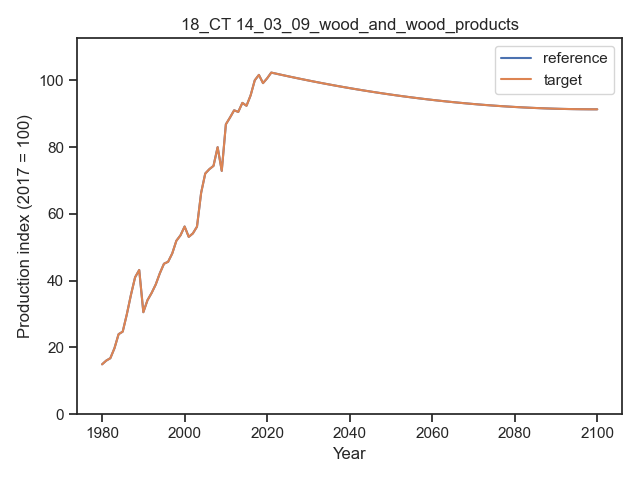 18_CT 14_03_09_wood_and_wood_products
reference
target
Production index (2017 = 100)
100
80
60
40
20
0
1980 2000 2020 2040 2060 2080 2100
Year